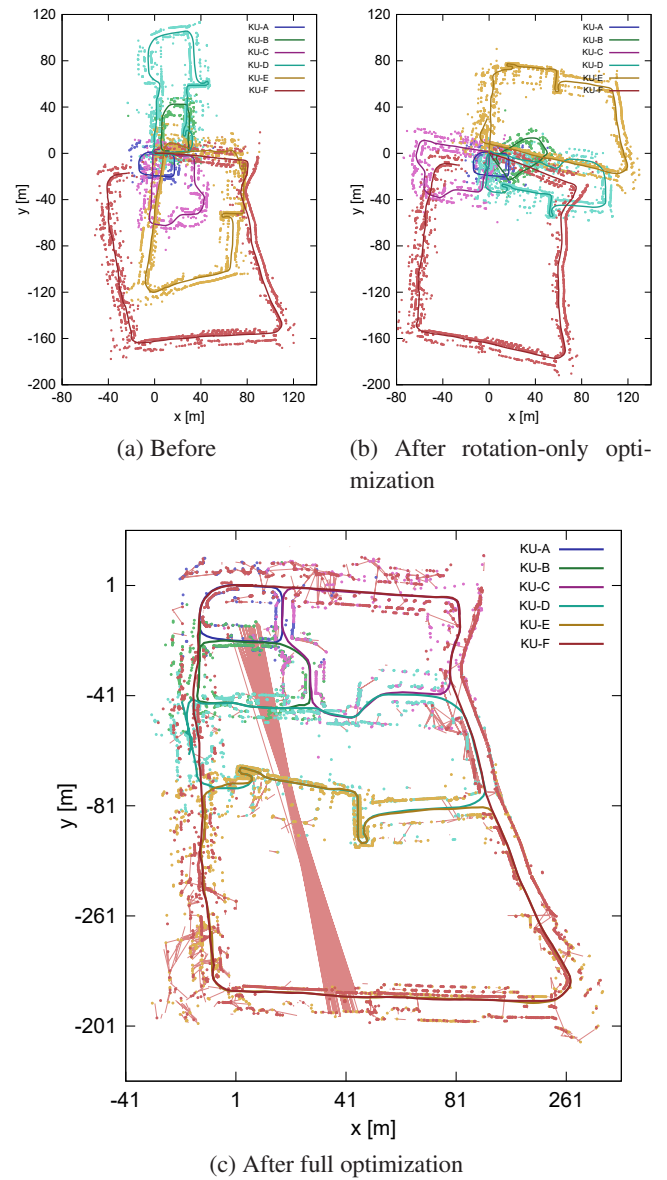 120
80
40
0
-40
-80
-120
-160
-200
y [m]
-80 -40 0 40 80 120
x [m]
KU-A
KU-B
KU-C
KU-D
KU-E
KU-F
(a) Before
120
80
40
0
-40
-80
-120
-160
-200
y [m]
-80 -40 0 40 80 120
x [m]
KU-A
KU-B
KU-C
KU-D
KU-E
KU-F
(b) After rotation-only opti-
mization
1
-41
-81
-261
-201
y [m]
-41 1 41 81 261
x [m]
KU-A
KU-B
KU-C
KU-D
KU-E
KU-F
(c) After full optimization